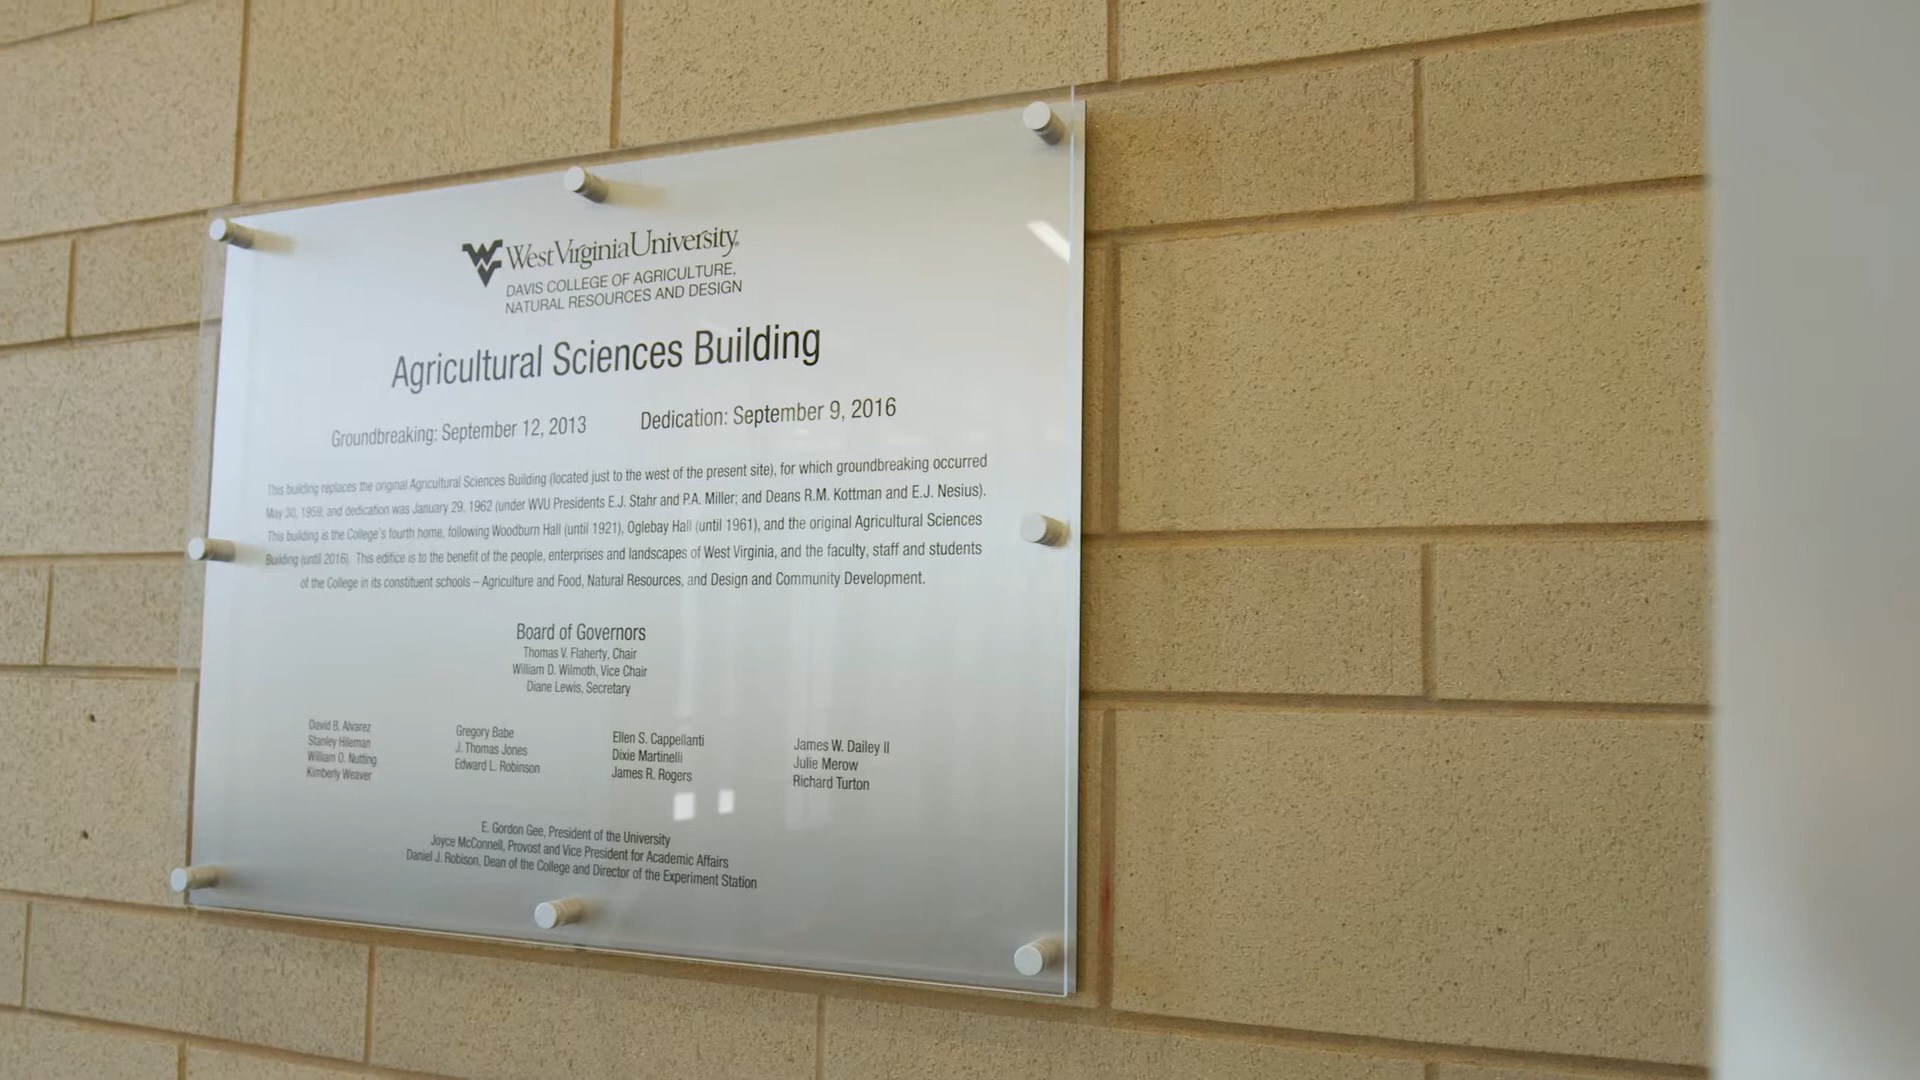 West Virginia University
DAVIS COLLEGE OF AGRICULTURE,
NATURAL RESOURCES AND DESIGN
Agricultural Sciences Building
Groundbreaking: September 12, 2013 Dedication: September 9, 2016
This building replaces the original Agricultural Sciences Building (located just to the west of the present site), for which groundbreaking occurred
May 30, 1959, and dedication was January 29, 1962 (under WVU Presidents E.J. Stahr and P.A. Miller; and Deans R.M. Kottman and E.J. Nesius).
This building is the College's fourth home, following Woodburn Hall (until 1921), Oglebay Hall (until 1961), and the original Agricultural Sciences
Building (until 2016). This edifice is to the benefit of the people, enterprises and landscapes of West Virginia, and the faculty, staff and students
of the College in its constituent schools – Agriculture and Food, Natural Resources, and Design and Community Development.
Board of Governors
Thomas V. Flaherty, Chair
William D. Wilmoth, Vice Chair
Diane Lewis, Secretary
David B. Alvarez
Stanley Hileman
William O. Nutting
Kimberly Weaver
Gregory Babe
J. Thomas Jones
Edward L. Robinson
Ellen S. Cappellanti
Dixie Martinelli
James R. Rogers
James W. Dailey II
Julie Merow
Richard Turton
E. Gordon Gee, President of the University
Joyce McConnell, Provost and Vice President for Academic Affairs
Daniel J. Robison, Dean of the College and Director of the Experiment Station